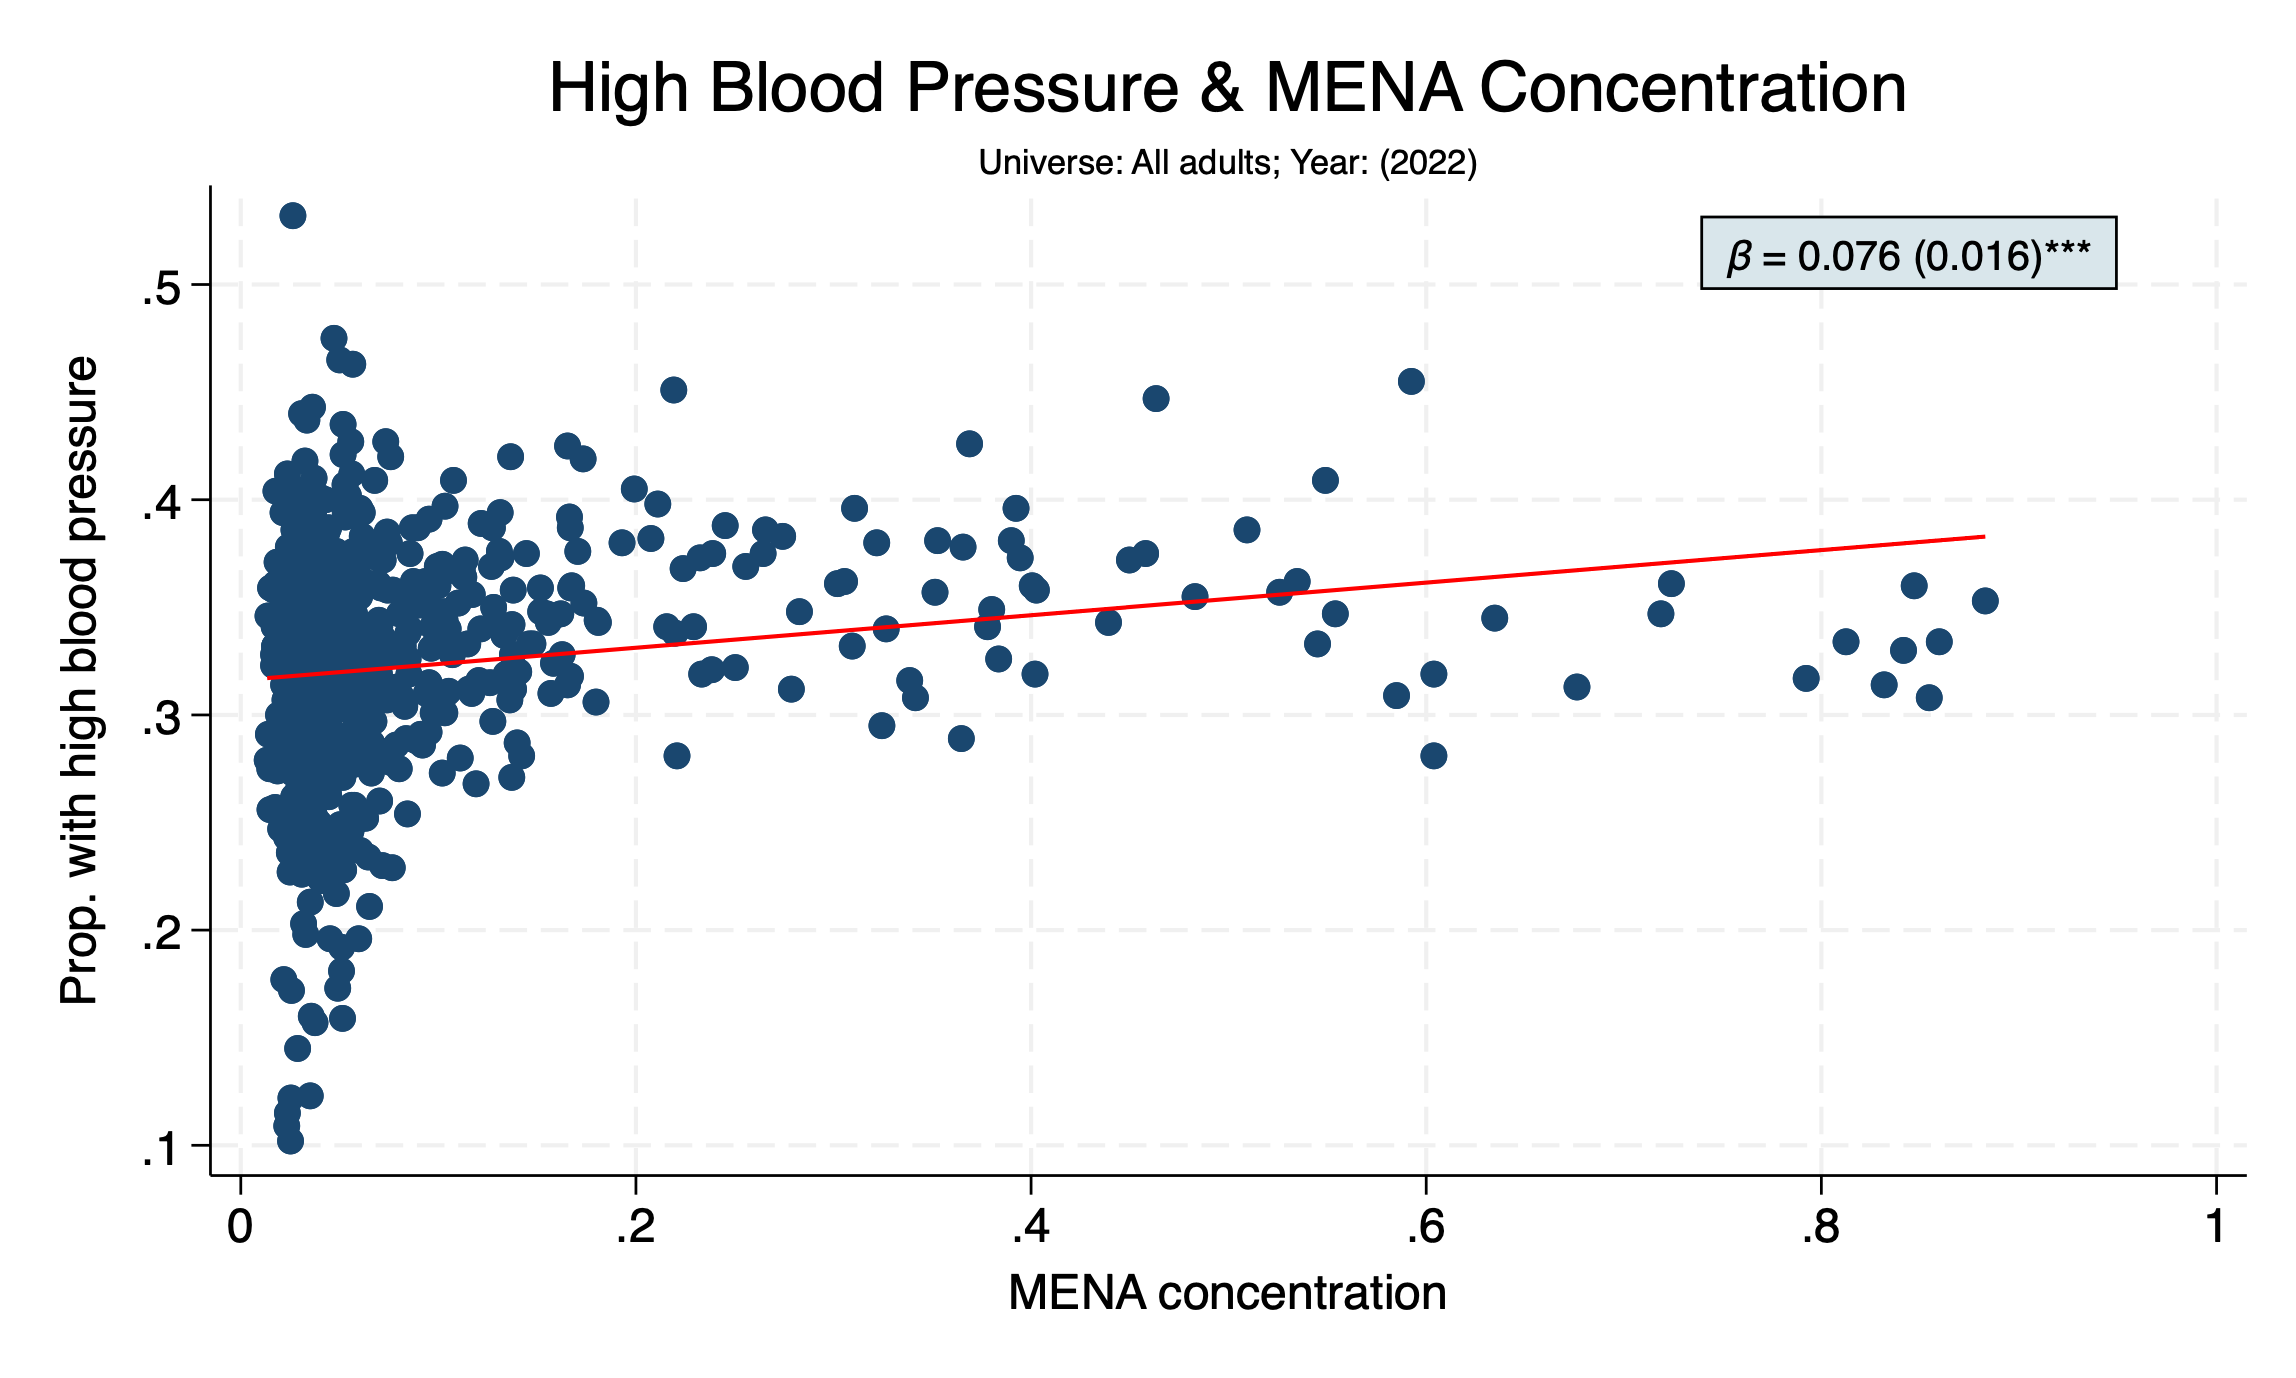 High Blood Pressure & MENA Concentration
Universe: All adults; Year: (2022)
β = 0.076 (0.016)***
Prop. with high blood pressure
.5
.4
.3
.2
.1
0 .2 .4 .6 .8 1
MENA concentration